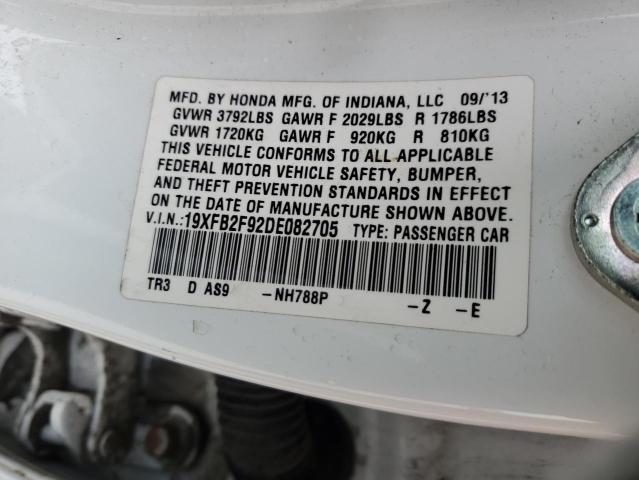 MFD. BY HONDA MFG. OF INDIANA, LLC 09/'13
GVWR 3792LBS GAWR F 2029LBS R 1786LBS
GVWR 1720KG GAWR F 920KG R 810KG
THIS VEHICLE CONFORMS TO ALL APPLICABLE
FEDERAL MOTOR VEHICLE SAFETY, BUMPER,
AND THEFT PREVENTION STANDARDS IN EFFECT
ON THE DATE OF MANUFACTURE SHOWN ABOVE.
V.I.N.:19XFB2F92DE082705 TYPE: PASSENGER CAR
TR3 D AS9 -NH788P -Z -E